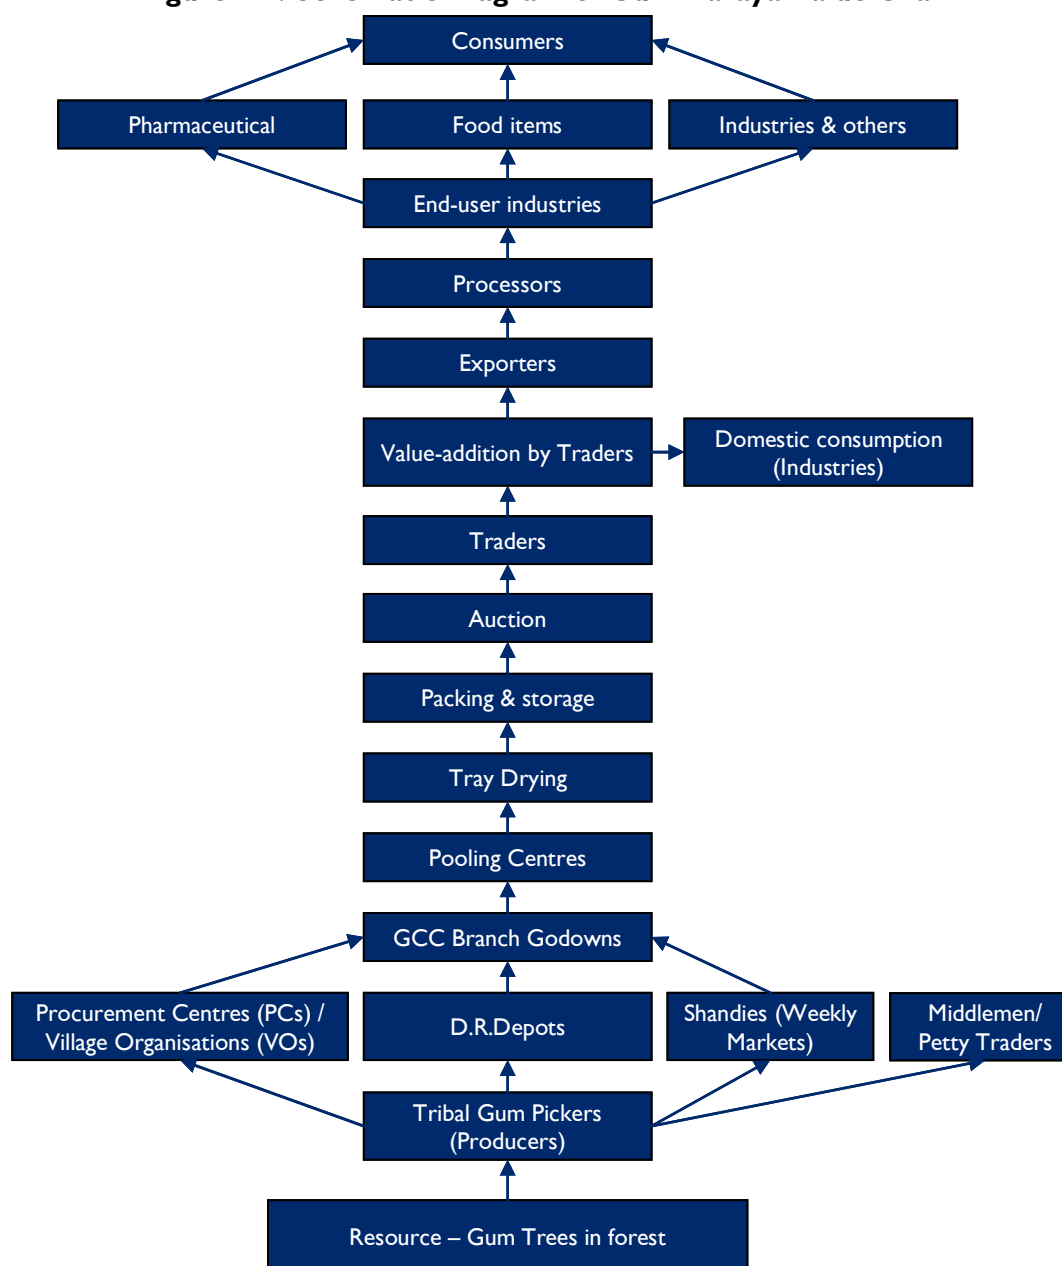 Consumers
Pharmaceutical
Food items
Industries & others
End-user industries
Processors
Exporters
Value-addition by Traders
Domestic consumption
(Industries)
Traders
Auction
Packing & storage
Tray Drying
Pooling Centres
GCC Branch Godowns
Procurement Centres (PCs) /
Village Organisations (VOs)
D.R.Depots
Shandies (Weekly
Markets)
Middlemen/
Petty Traders
Tribal Gum Pickers
(Producers)
Resource – Gum Trees in forest